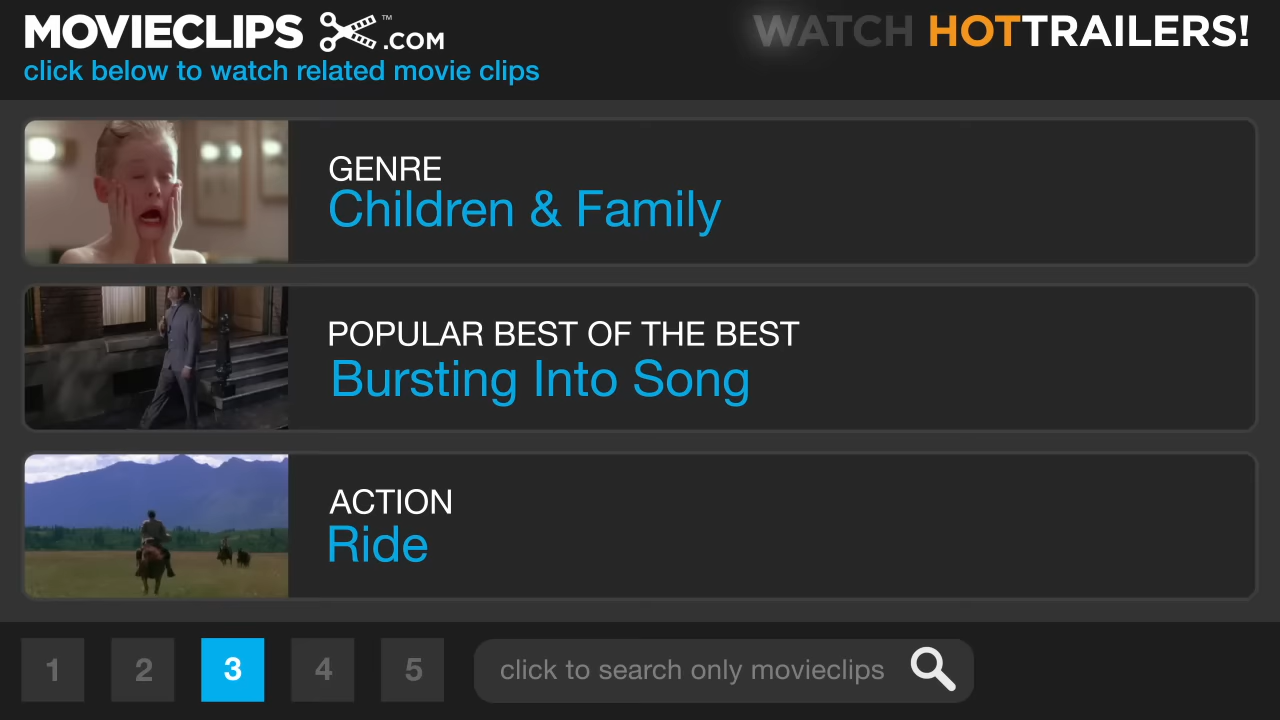 MOVIECLIPS ™ .COM
WATCH HOTTRAILERS!
click below to watch related movie clips
GENRE
Children & Family
POPULAR BEST OF THE BEST
Bursting Into Song
ACTION
Ride
1 2 3 4 5 click to search only movieclips